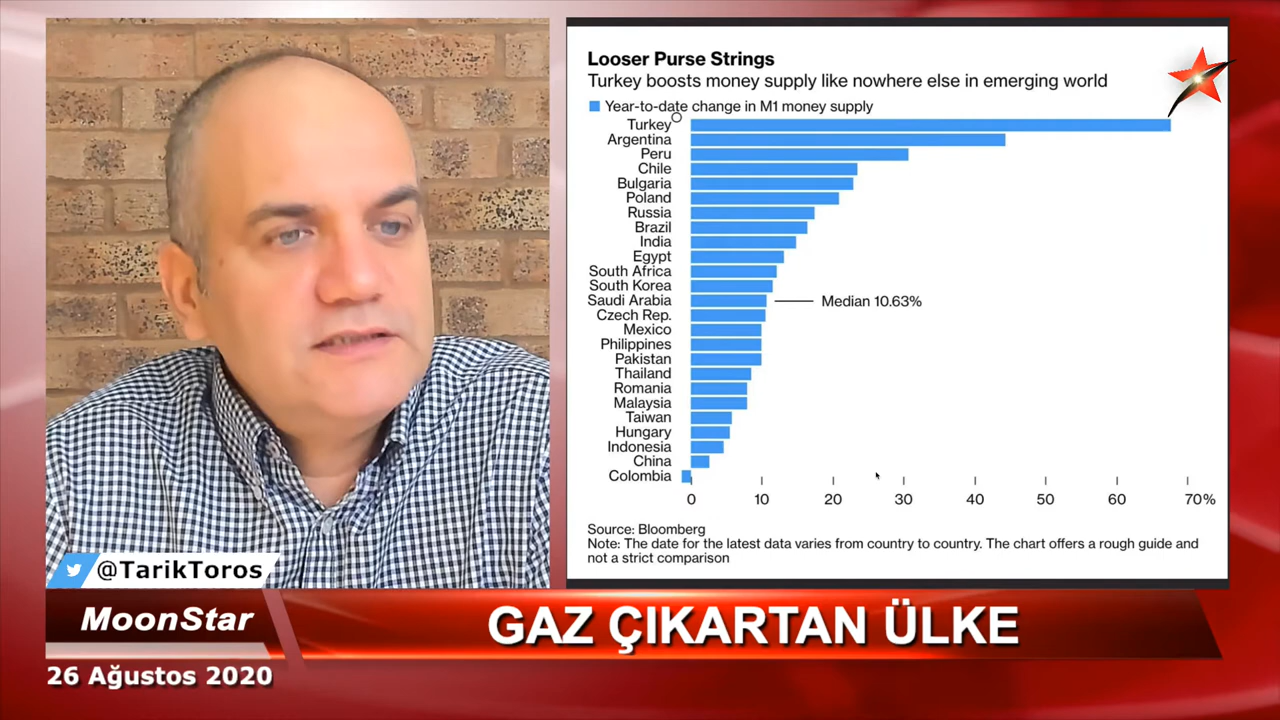 Looser Purse Strings
Turkey boosts money supply like nowhere else in emerging world
Year-to-date change in M1 money supply
Turkey
Argentina
Peru
Chile
Bulgaria
Poland
Russia
Brazil
India
Egypt
South Africa
South Korea
Saudi Arabia
Median 10.63%
Czech Rep.
Mexico
Philippines
Pakistan
Thailand
Romania
Malaysia
Taiwan
Hungary
Indonesia
China
Colombia
0 10 20 30 40 50 60 70%
Source: Bloomberg
Note: The date for the latest data varies from country to country. The chart offers a rough guide and
not a strict comparison
@TarikToros
MoonStar
GAZ ÇIKARTAN ÜLKE
26 Ağustos 2020